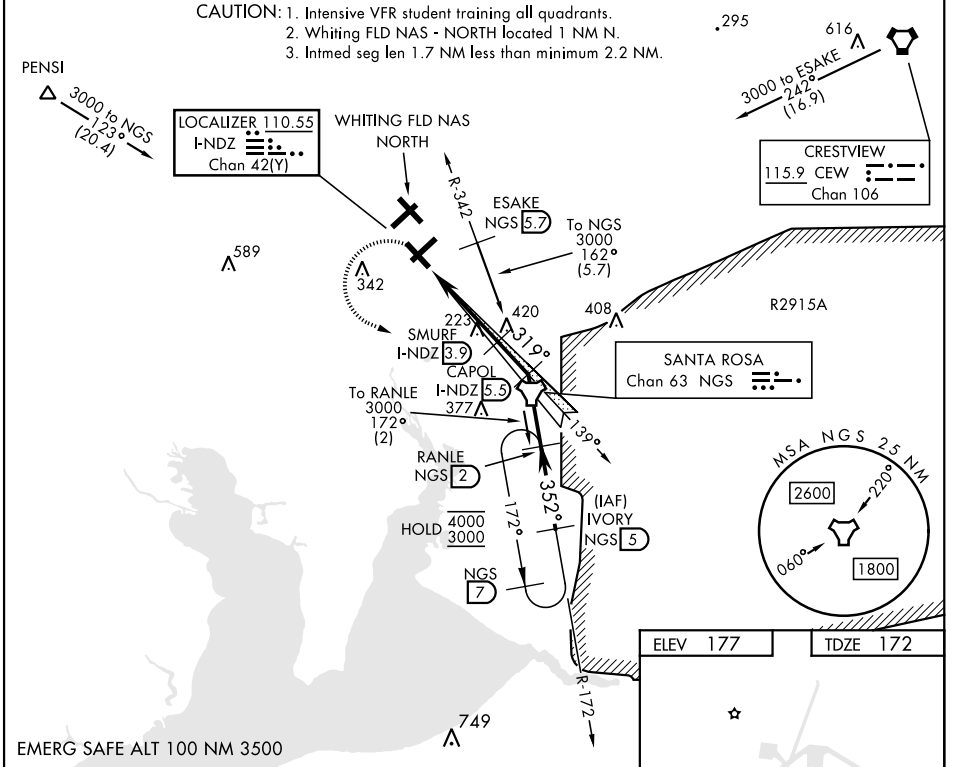 CAUTION: 1. Intensive VFR student training all quadrants.
2. Whiting FLD NAS - NORTH located 1 NM N.
3. Intmed seg len 1.7 NM less than minimum 2.2 NM.
.295
616
PENSI
3000 to NGS
123°
(20.4)
3000 to ESAKE
242°
(16.9)
LOCALIZER 110.55
I-NDZ
Chan 42(Y)
WHITING FLD NAS
NORTH
CRESTVIEW
115.9 CEW
Chan 106
R-342
ESAKE
NGS 5.7
To NGS
3000
162°
(5.7)
589
342
R2915A
420
408
223
319°
SMURF
I-NDZ 3.9
SANTA ROSA
Chan 63 NGS
CAPOL
I-NDZ 5.5
377
To RANLE
3000
172°
(2)
139°
RANLE
NGS 2
MSA NGS 25 NM
220°
2600
060°
1800
352°
172°
(IAF)
IVORY
NGS 5
HOLD 4000
3000
NGS
7
ELEV 177
TDZE 172
R-172
749
EMERG SAFE ALT 100 NM 3500